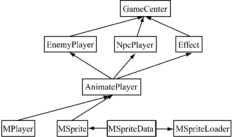 GameCenter
EnemyPlayer NpcPlayer Effect
AnimatePlayer
MPlayer MSprite MSpriteData MSpriteLoader